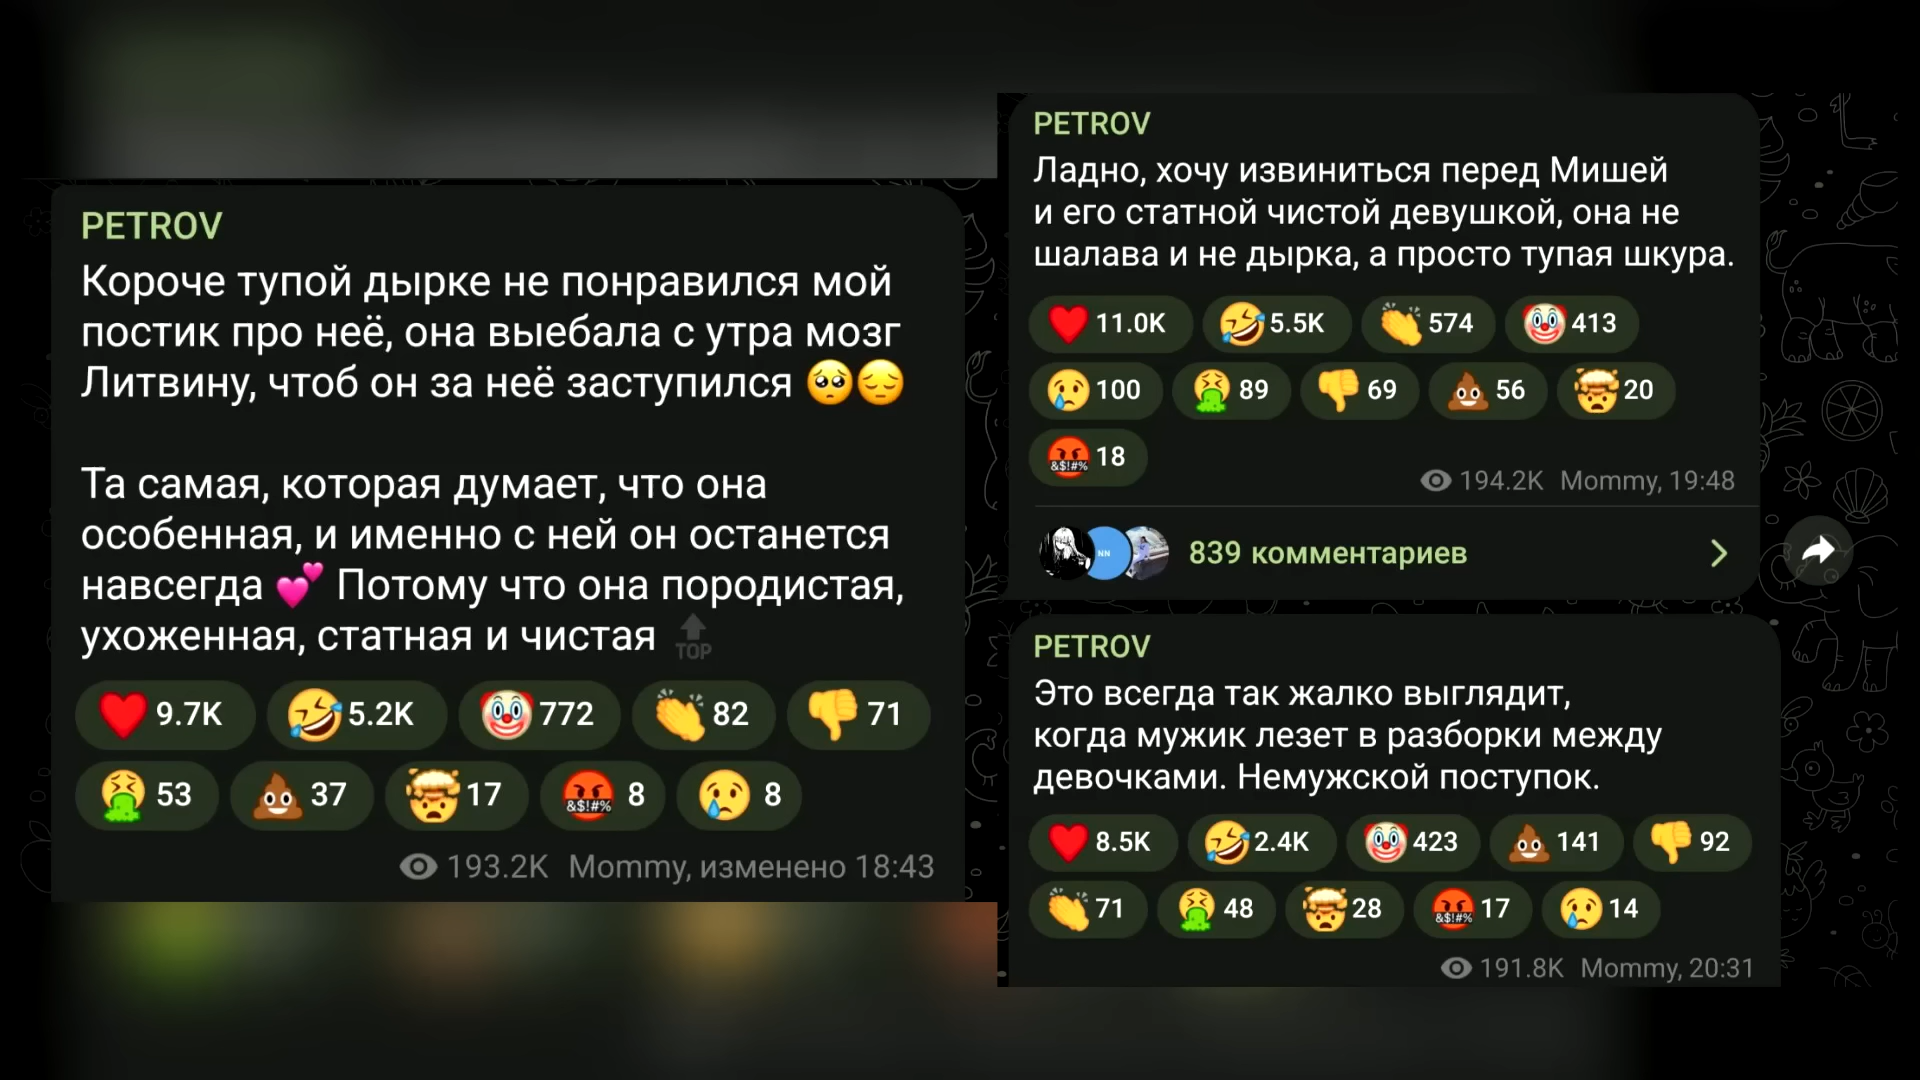 PETROV
Короче тупой дырке не понравился мой
постик про неё, она выебала с утра мозг
Литвину, чтоб он за неё заступился 🥺😔
Та самая, которая думает, что она
особенная, и именно с ней он останется
навсегда 💕 Потому что она породистая,
ухоженная, статная и чистая 🔝
❤️ 9.7K 🤣 5.2K 🤡 772 👏 82 👎 71
🤮 53 💩 37 🤯 17 🤬 8 😢 8
193.2K Mommy, изменено 18:43
PETROV
Ладно, хочу извиниться перед Мишей
и его статной чистой девушкой, она не
шалава и не дырка, а просто тупая шкура.
❤️ 11.0K 🤣 5.5K 👏 574 🤡 413
😢 100 🤮 89 👎 69 💩 56 🤯 20
🤬 18
194.2K Mommy, 19:48
NN 839 комментариев
PETROV
Это всегда так жалко выглядит,
когда мужик лезет в разборки между
девочками. Немужской поступок.
❤️ 8.5K 🤣 2.4K 🤡 423 💩 141 👎 92
👏 71 🤮 48 🤯 28 🤬 17 😢 14
191.8K Mommy, 20:31